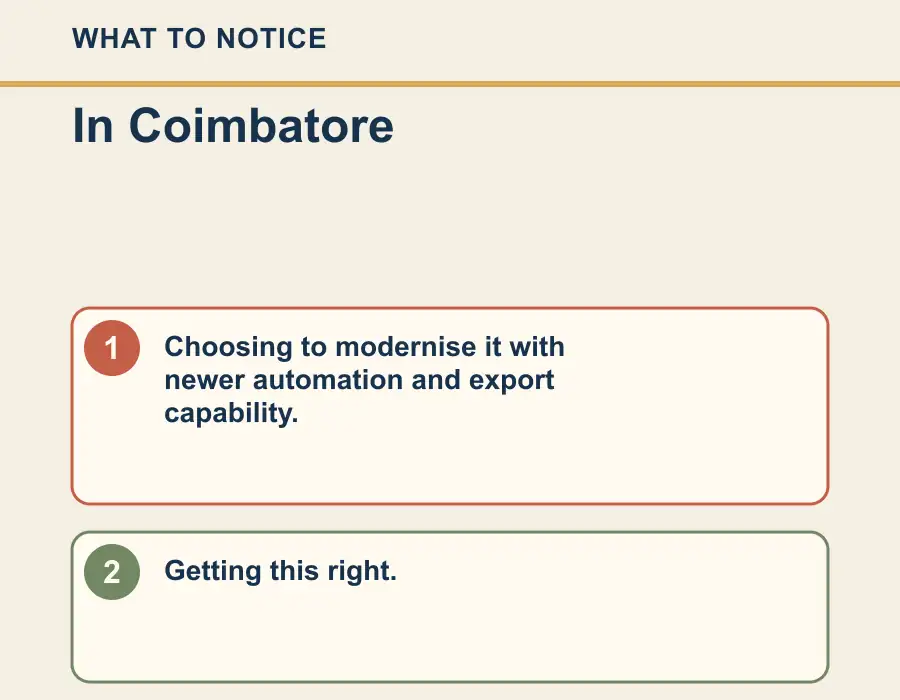 WHAT TO NOTICE
In Coimbatore
1
Choosing to modernise it with
newer automation and export
capability.
2
Getting this right.